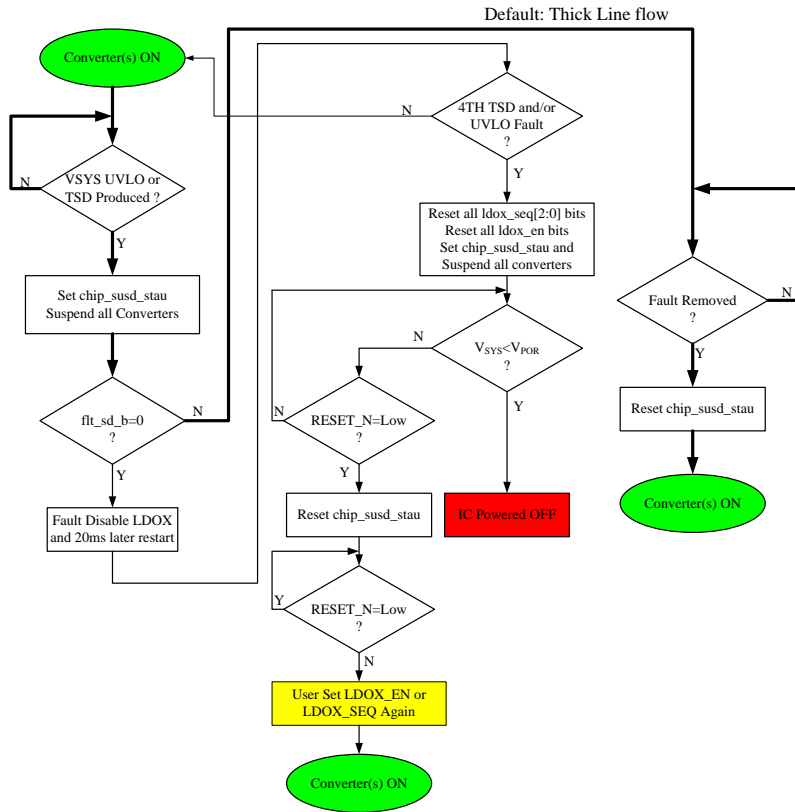 Default: Thick Line flow
Converter(s) ON
N
VSYS UVLO or
TSD Produced ?
Y
Set chip_susd_stau
Suspend all Converters
flt_sd_b=0
?
N
Y
Fault Disable LDOX
and 20ms later restart
4TH TSD and/or
UVLO Fault
?
N
Y
Reset all ldox_seq[2:0] bits
Reset all ldox_en bits
Set chip_susd_stau and
Suspend all converters
VSYS<VPOR
?
N
Y
IC Powered OFF
RESET_N=Low
?
N
Y
Reset chip_susd_stau
RESET_N=Low
?
Y
N
User Set LDOX_EN or
LDOX_SEQ Again
Converter(s) ON
Fault Removed
?
N
Y
Reset chip_susd_stau
Converter(s) ON